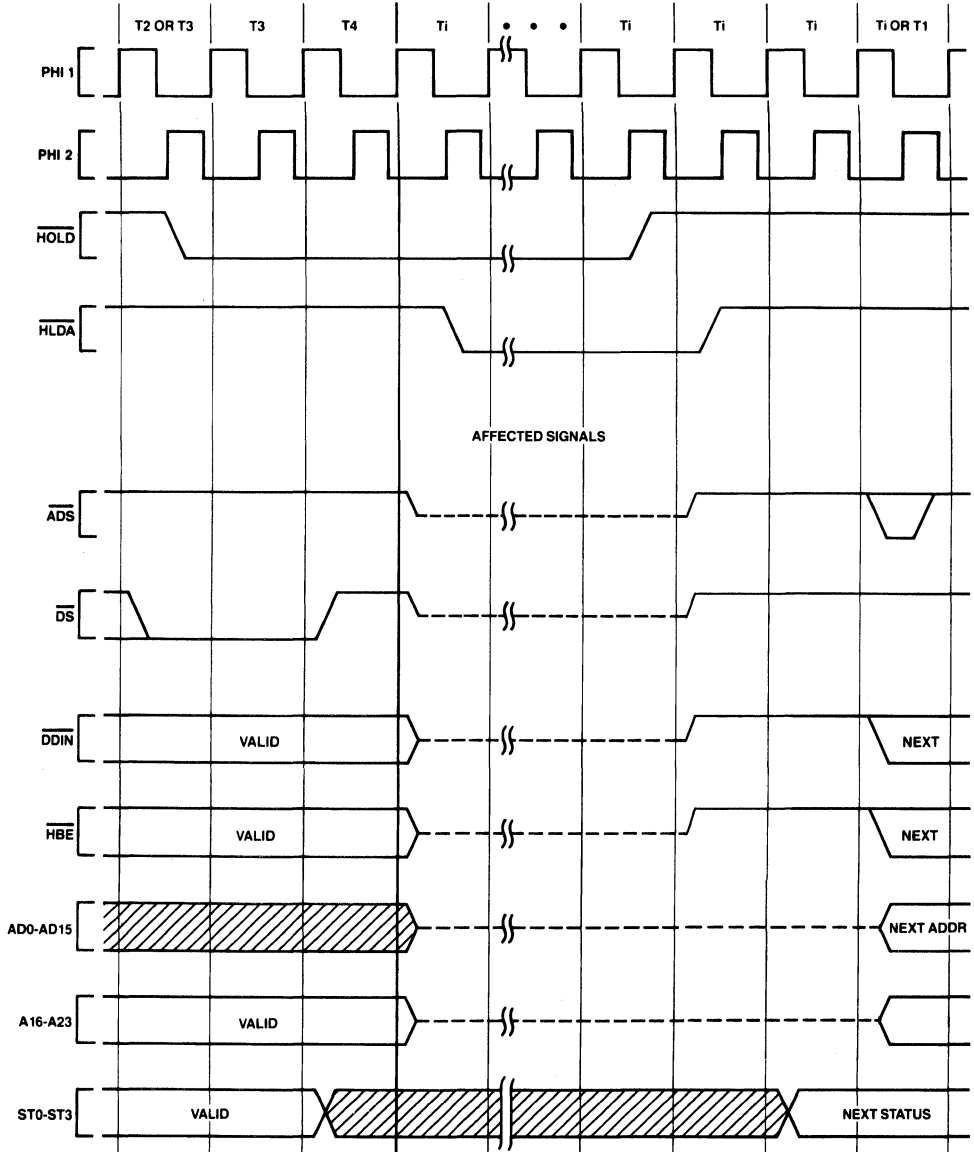 T2 OR T3 T3 T4 Ti • • • Ti Ti Ti Ti OR T1
PHI 1
PHI 2
HOLD
HLDA
AFFECTED SIGNALS
ADS
DS
DDIN VALID NEXT
HBE VALID NEXT
AD0-AD15 NEXT ADDR
A16-A23 VALID
ST0-ST3 VALID NEXT STATUS